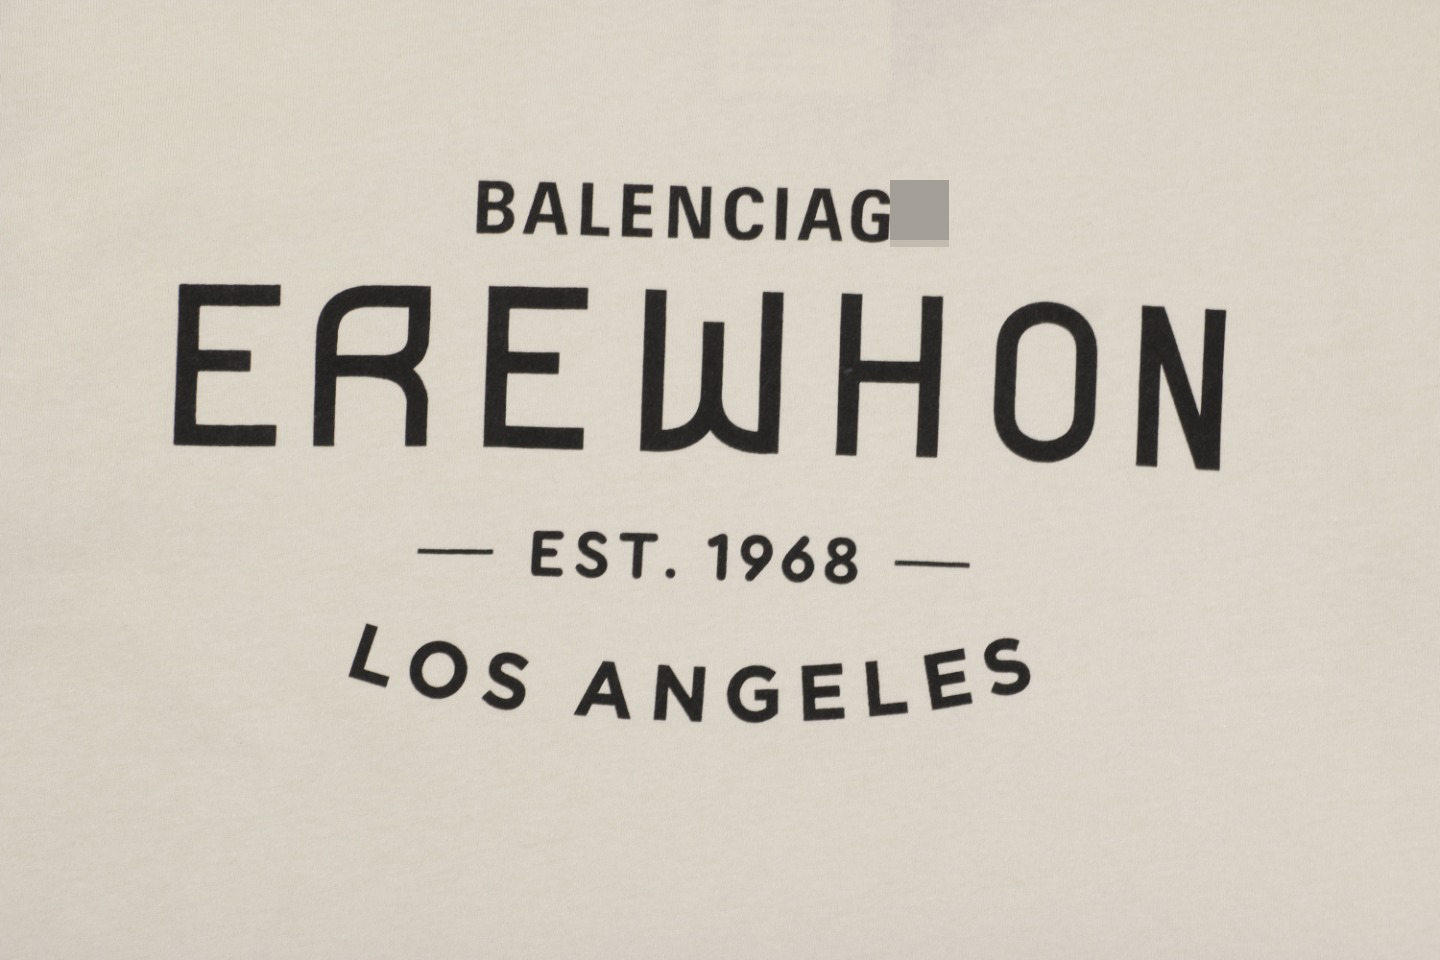 BALENCIAG
EREWHON
— EST. 1968 —
LOS ANGELES